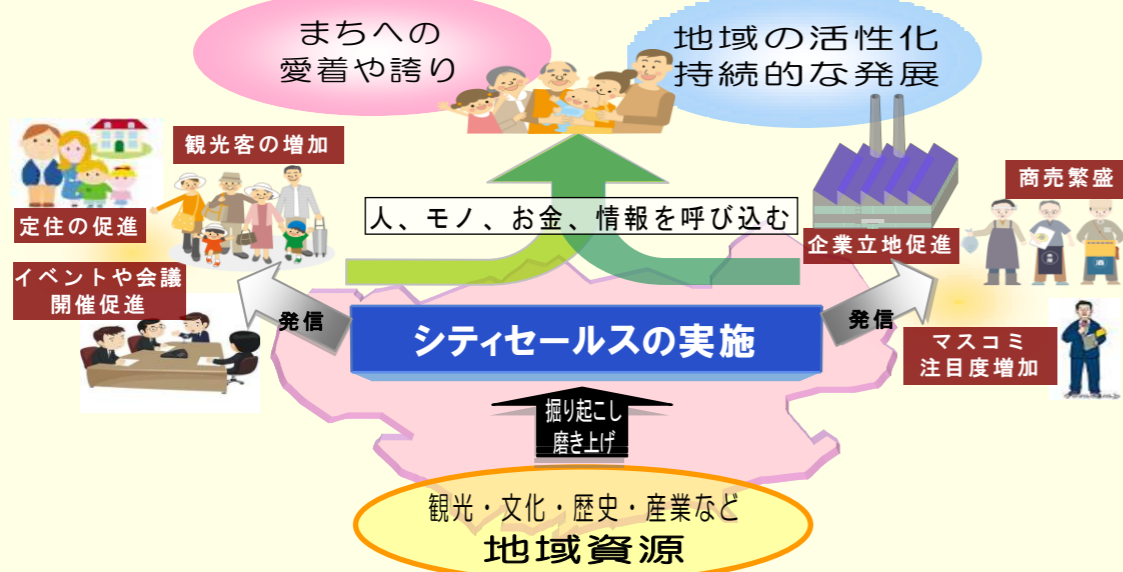 まちへの
愛着や誇り
地域の活性化
持続的な発展
観光客の増加
定住の促進
イベントや会議
開催促進
人、モノ、お金、情報を呼び込む
企業立地促進
商売繁盛
発信
シティセールスの実施
発信
マスコミ
注目度増加
掘り起こし
磨き上げ
観光・文化・歴史・産業など
地域資源